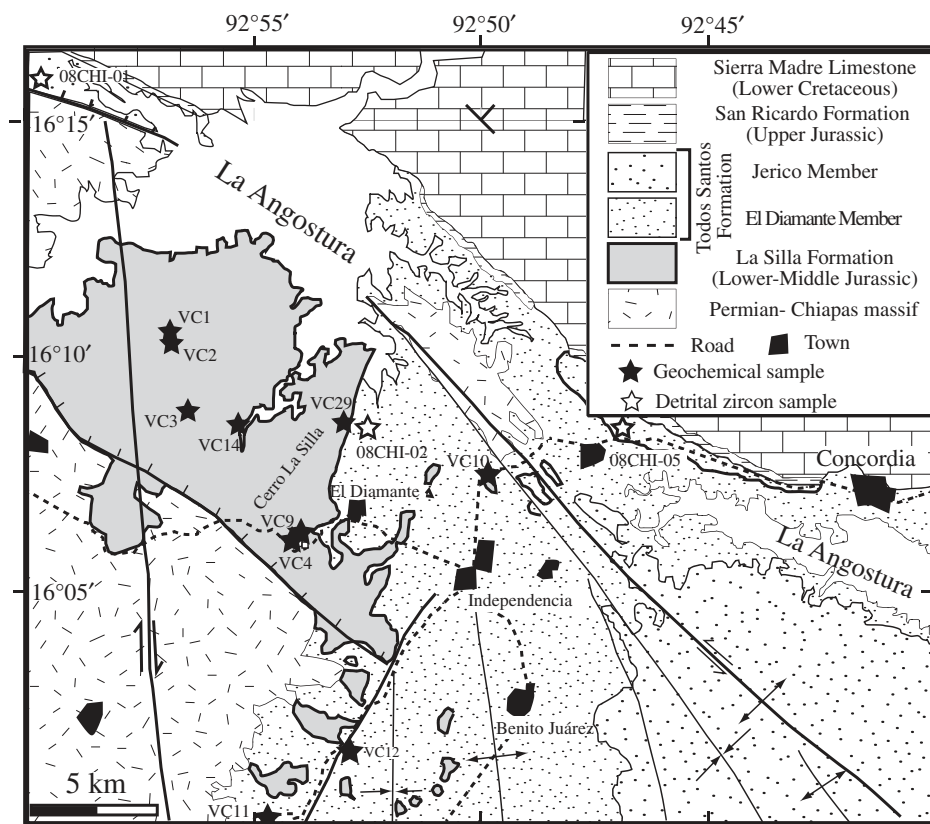 92°55′
92°50′
92°45′
08CHI-01
16°15′
La Angostura
VC1
VC2
16°10′
VC3
VC14
VC29
Cerro La Silla
08CHI-02
VC10
08CHI-05
Concordia
El Diamante
VC9
VC4
La Angostura
16°05′
Independencia
Benito Juárez
VC12
5 km
VC11
Sierra Madre Limestone
(Lower Cretaceous)
San Ricardo Formation
(Upper Jurassic)
Todos Santos
Formation
Jerico Member
El Diamante Member
La Silla Formation
(Lower-Middle Jurassic)
Permian- Chiapas massif
Road
Town
Geochemical sample
Detrital zircon sample